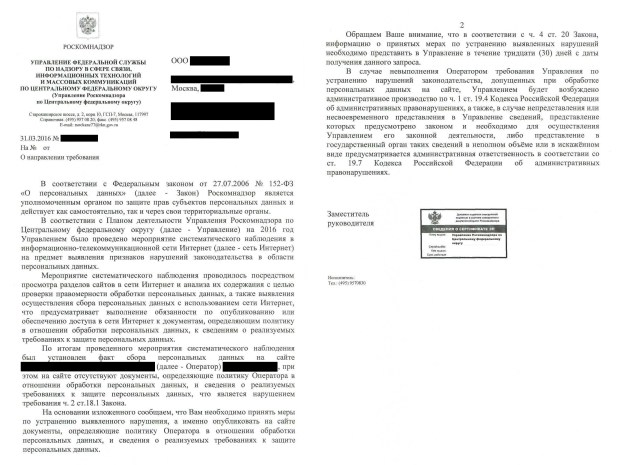 РОСКОМНАДЗОР
УПРАВЛЕНИЕ ФЕДЕРАЛЬНОЙ СЛУЖБЫ
ПО НАДЗОРУ В СФЕРЕ СВЯЗИ,
ИНФОРМАЦИОННЫХ ТЕХНОЛОГИЙ
И МАССОВЫХ КОММУНИКАЦИЙ
ПО ЦЕНТРАЛЬНОМУ ФЕДЕРАЛЬНОМУ ОКРУГУ
(Управление Роскомнадзора
по Центральному федеральному округу)
Старокаширское шоссе, д. 2, корп. 10, ГСП-7, Москва, 117997
31.03.2016 №
На № от
О направлении требования
ООО
Москва,
В соответствии с Федеральным законом от 27.07.2006 № 152-ФЗ
«О персональных данных» (далее - Закон) Роскомнадзор является
уполномоченным органом по защите прав субъектов персональных данных и
действует как самостоятельно, так и через свои территориальные органы.
В соответствии с Планом деятельности Управления Роскомнадзора по
Центральному федеральному округу (далее - Управление) на 2016 год
Управлением было проведено мероприятие систематического наблюдения в
информационно-телекоммуникационной сети Интернет (далее - сеть Интернет)
на предмет выявления признаков нарушений законодательства в области
персональных данных.
Мероприятие систематического наблюдения проводилось посредством
просмотра разделов сайтов в сети Интернет и анализа их содержания с целью
проверки правомерности обработки персональных данных, а также выявления
осуществления сбора персональных данных с использованием сети Интернет,
что предусматривает выполнение обязанности по опубликованию или
обеспечению доступа в сети Интернет к документам, определяющим политику
в отношении обработки персональных данных, к сведениям о реализуемых
требованиях к защите персональных данных.
По итогам проведенного мероприятия систематического наблюдения
был установлен факт сбора персональных данных на сайте
(далее - Оператор) , при
этом на сайте отсутствуют документы, определяющие политику Оператора в
отношении обработки персональных данных, и сведения о реализуемых
требованиях к защите персональных данных, что является нарушением
требований ч. 2 ст.18.1 Закона.
На основании изложенного сообщаем, что Вам необходимо принять меры
по устранению выявленного нарушения, а именно опубликовать на сайте
документы, определяющие политику Оператора в отношении обработки
персональных данных, и сведения о реализуемых требованиях к защите
персональных данных.
2
Обращаем Ваше внимание, что в соответствии с ч. 4 ст. 20 Закона,
информацию о принятых мерах по устранению выявленных нарушений
необходимо представить в Управление в течение тридцати (30) дней с даты
получения данного запроса.
В случае невыполнения Оператором требования Управления по
устранению нарушений законодательства, допущенных при обработке
персональных данных на сайте, Управлением будет возбуждено
административное производство по ч. 1 ст. 19.4 Кодекса Российской Федерации
об административных правонарушениях, а также, в случае непредставления или
несвоевременного представления в Управление сведений, представление
которых предусмотрено законом и необходимо для осуществления
Управлением его законной деятельности, либо представление в
государственный орган таких сведений в неполном объёме или в искаженном
виде предусматривается административная ответственность в соответствии со
ст. 19.7 Кодекса Российской Федерации об административных
правонарушениях.
Заместитель
руководителя
СВЕДЕНИЯ О СЕРТИФИКАТЕ ЭП
Исполнитель:
Тел.: (495) 9570830